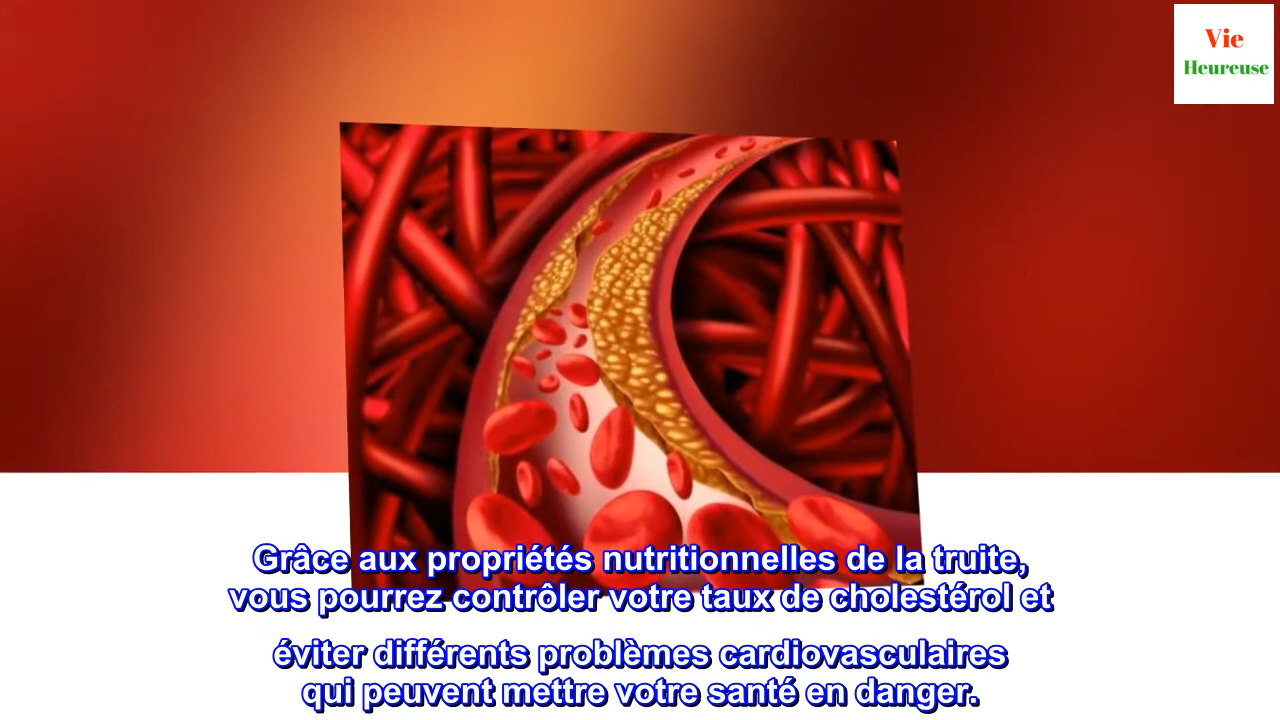 Vie
Heureuse
Grâce aux propriétés nutritionnelles de la truite,
vous pourrez contrôler votre taux de cholestérol et
éviter différents problèmes cardiovasculaires
qui peuvent mettre votre santé en danger.